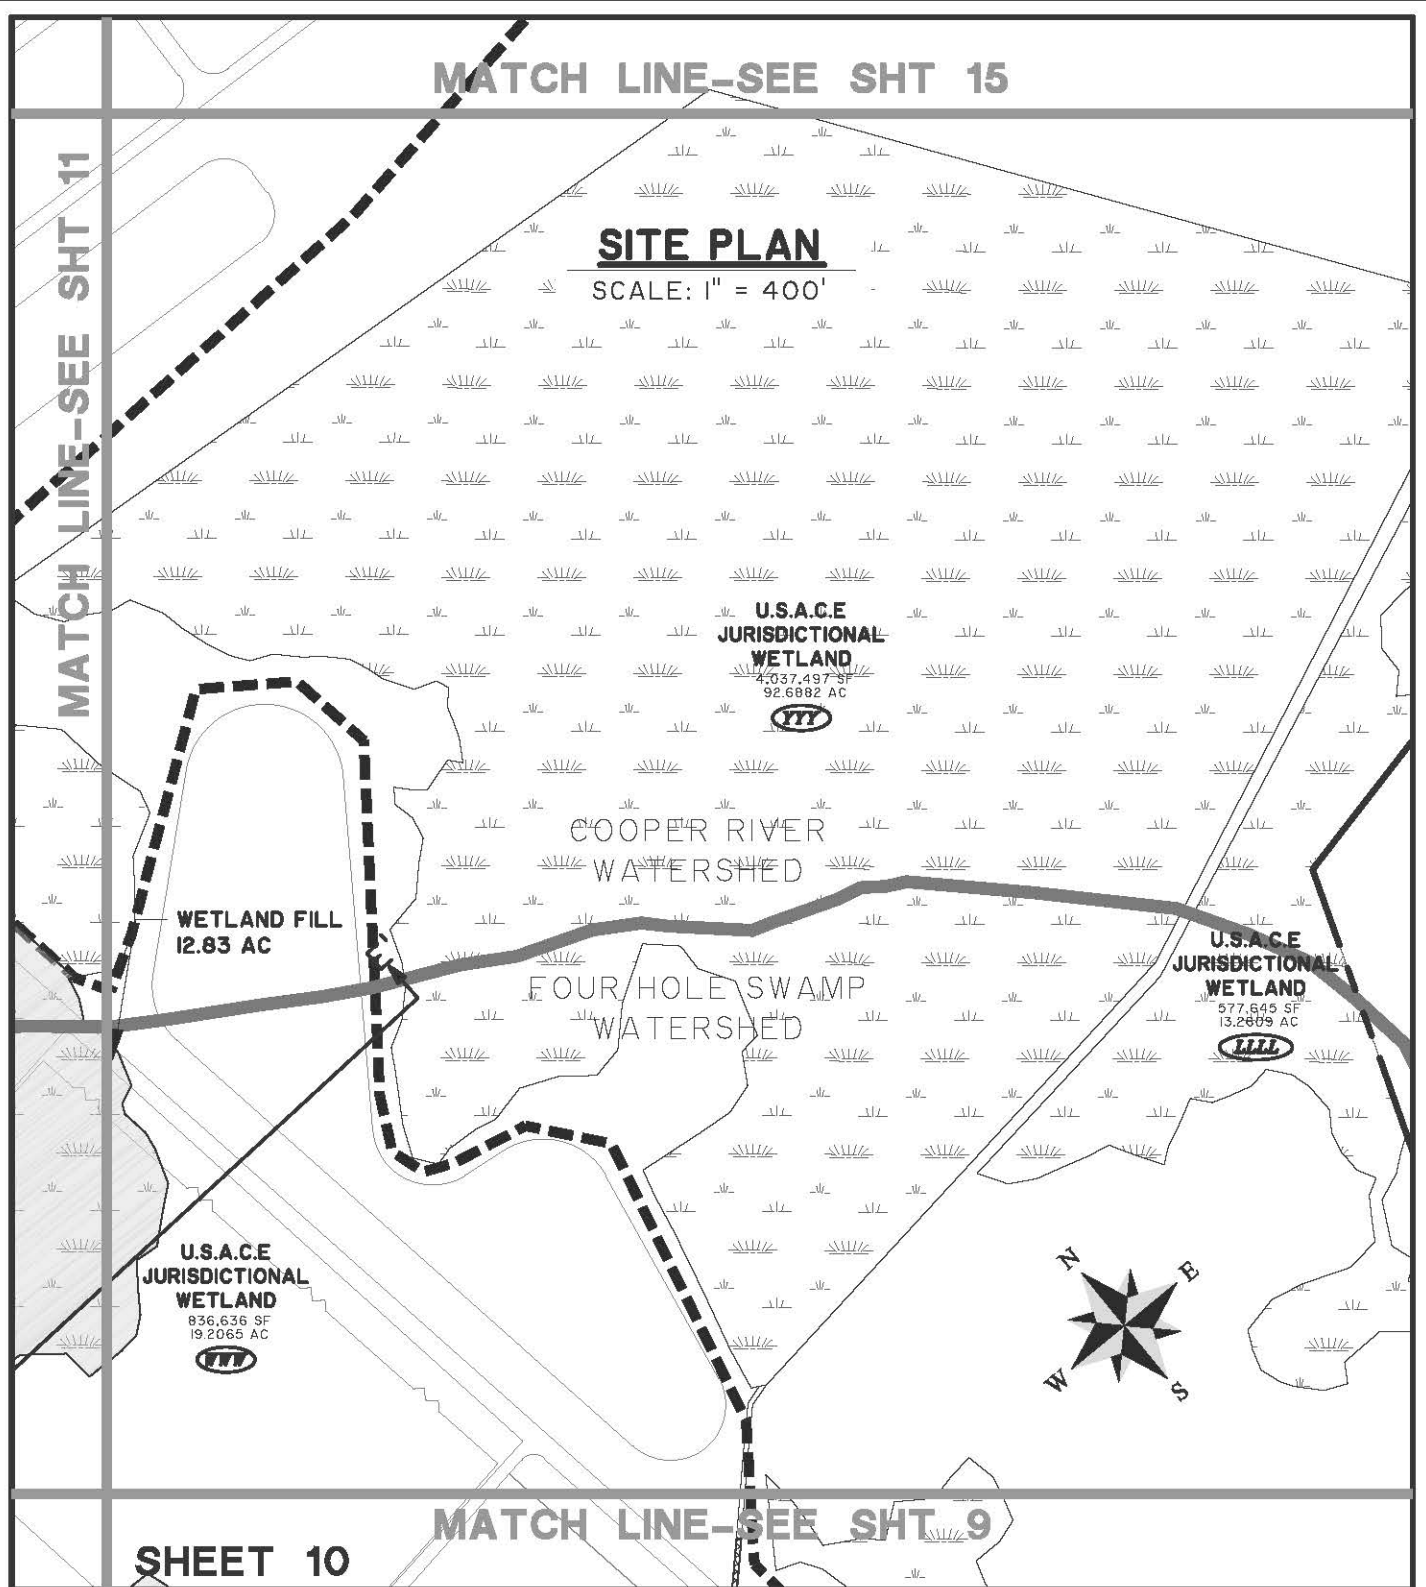 MATCH LINE-SEE SHT 15
MATCH LINE-SEE SHT 11
SITE PLAN
SCALE: 1" = 400'
U.S.A.C.E
JURISDICTIONAL
WETLAND
4,037,497 SF
92.6882 AC
YYY
COOPER RIVER
WATERSHED
WETLAND FILL
12.83 AC
FOUR HOLE SWAMP
WATERSHED
U.S.A.C.E
JURISDICTIONAL
WETLAND
577,645 SF
13.2609 AC
LLLL
U.S.A.C.E
JURISDICTIONAL
WETLAND
836,636 SF
19.2065 AC
WWW
N
E
W
S
MATCH LINE-SEE SHT 9
SHEET 10